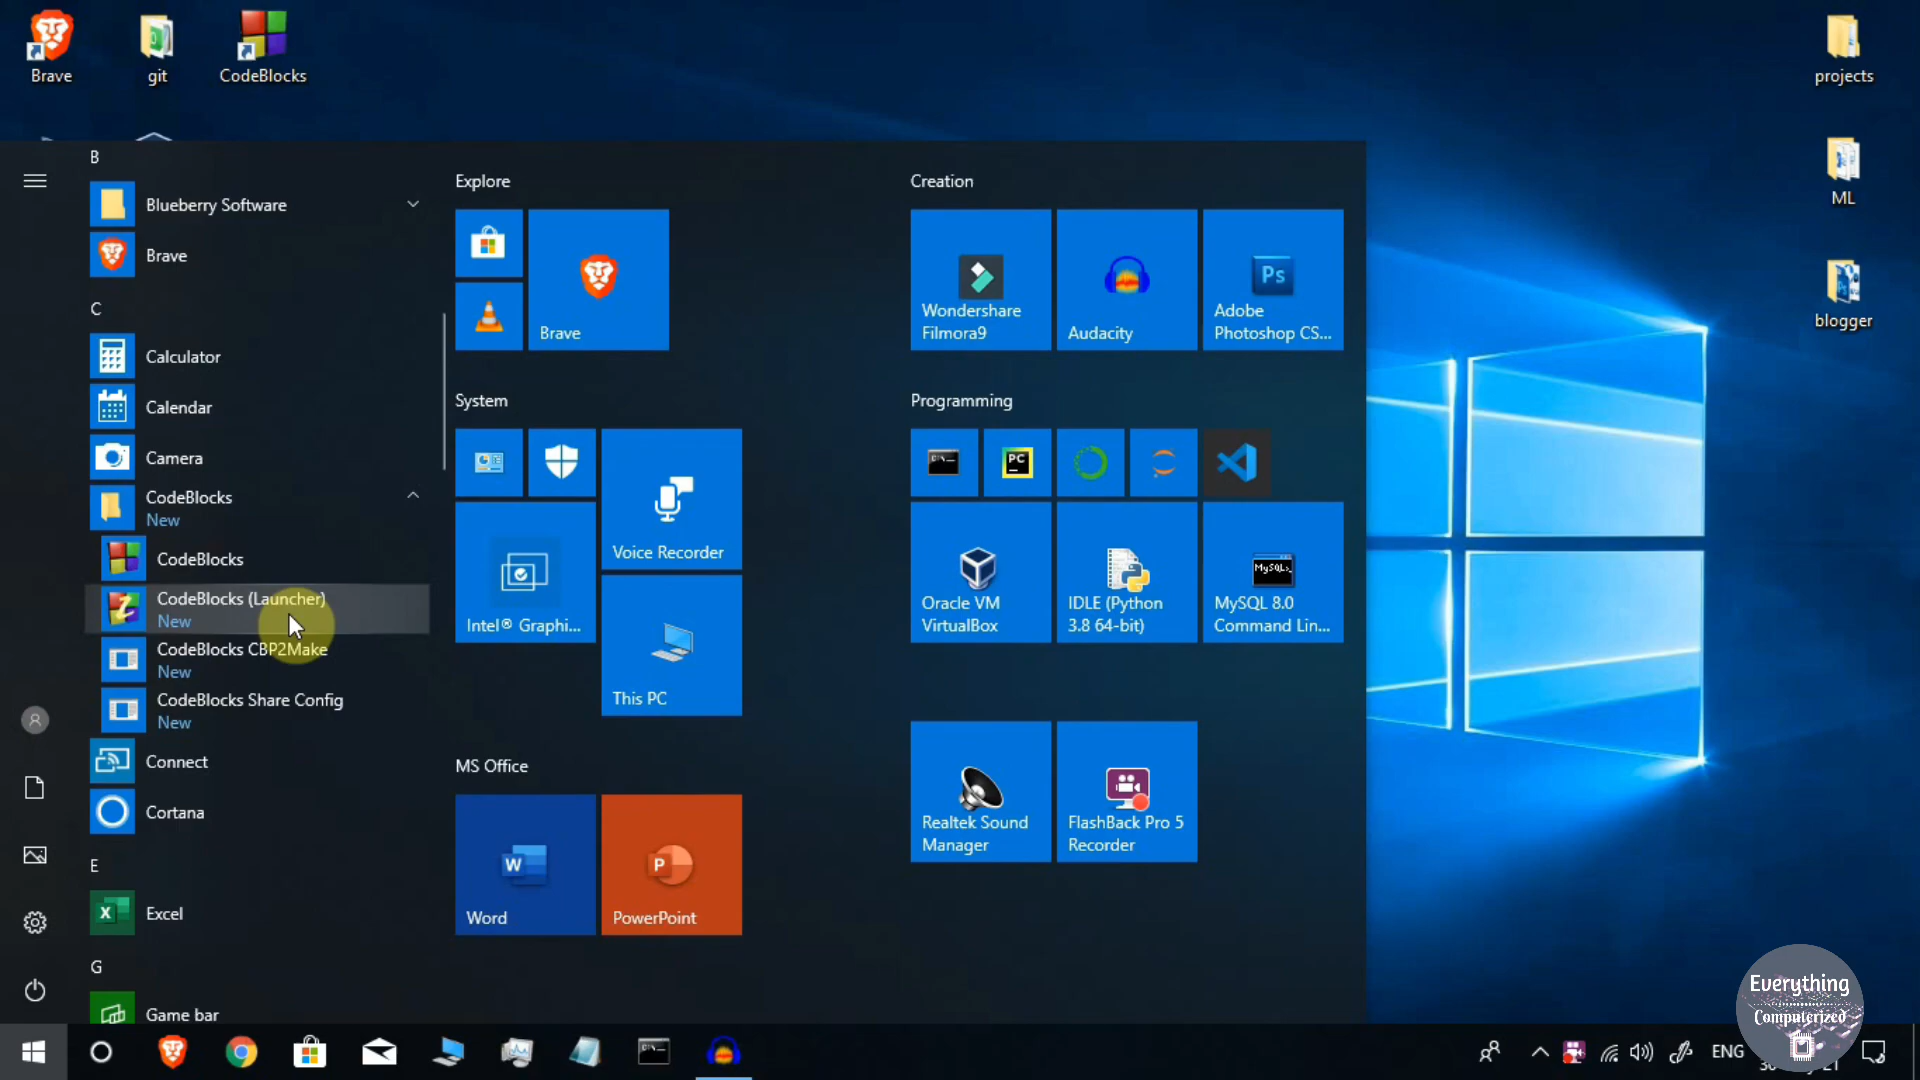 Brave
git
CodeBlocks
projects
ML
blogger
B
Blueberry Software
Brave
C
Calculator
Calendar
Camera
CodeBlocks
New
CodeBlocks
CodeBlocks (Launcher)
New
CodeBlocks CBP2Make
New
CodeBlocks Share Config
New
Connect
Cortana
E
Excel
G
Game bar
Explore
Brave
System
Voice Recorder
Intel® Graphi...
This PC
MS Office
W
Word
P
PowerPoint
Creation
Wondershare
Filmora9
Audacity
Ps
Adobe
Photoshop CS...
Programming
PC
Oracle VM
VirtualBox
IDLE (Python
3.8 64-bit)
MySQL>
MySQL 8.0
Command Lin...
Realtek Sound
Manager
FlashBack Pro 5
Recorder
ENG
Everything
Computerized